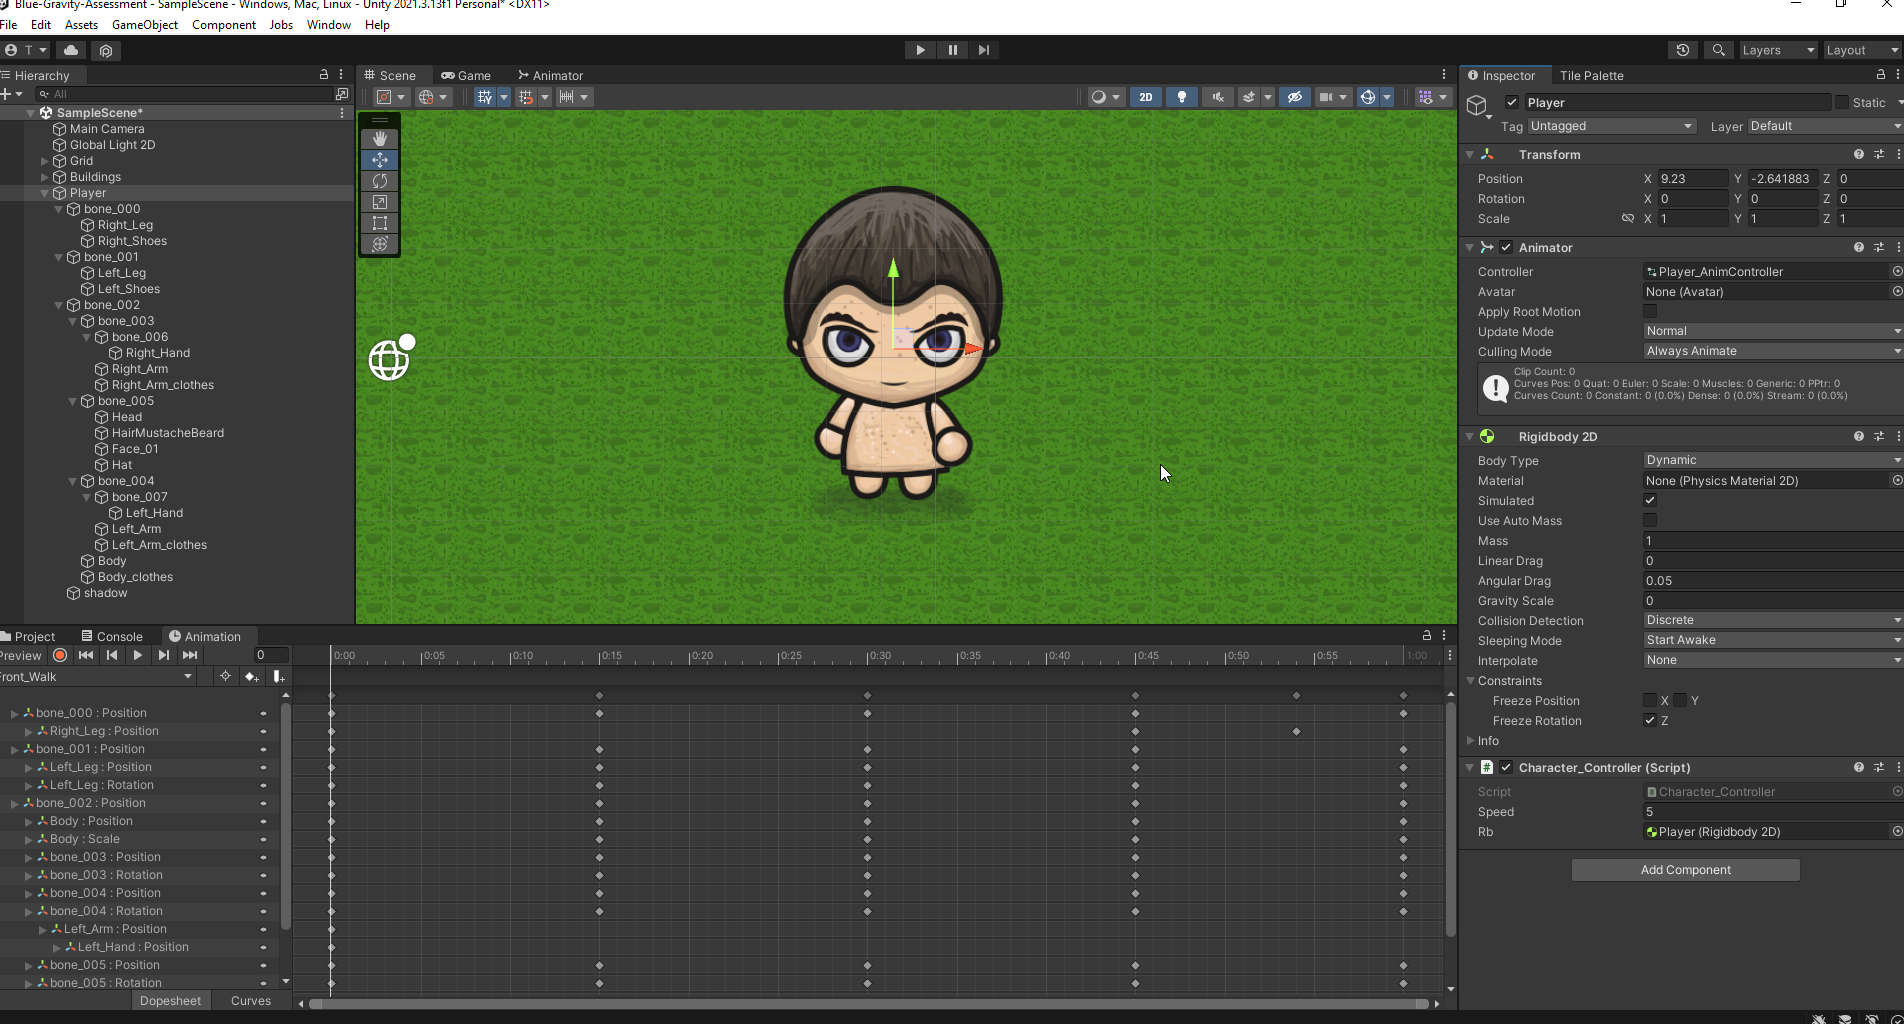 Blue-Gravity-Assessment - SampleScene - Windows, Mac, Linux - Unity 2021.3.13f1 Personal* <DX11>
File Edit Assets GameObject Component Jobs Window Help
T Layers Layout
Hierarchy
All
SampleScene*
Main Camera
Global Light 2D
Grid
Buildings
Player
bone_000
Right_Leg
Right_Shoes
bone_001
Left_Leg
Left_Shoes
bone_002
bone_003
bone_006
Right_Hand
Right_Arm
Right_Arm_clothes
bone_005
Head
HairMustacheBeard
Face_01
Hat
bone_004
bone_007
Left_Hand
Left_Arm
Left_Arm_clothes
Body
Body_clothes
shadow
Scene Game Animator
2D
Inspector Tile Palette
Player Static
Tag Untagged Layer Default
Transform
Position X 9.23 Y -2.641883 Z 0
Rotation X 0 Y 0 Z 0
Scale X 1 Y 1 Z 1
Animator
Controller Player_AnimController
Avatar None (Avatar)
Apply Root Motion
Update Mode Normal
Culling Mode Always Animate
Clip Count: 0
Curves Pos: 0 Quat: 0 Euler: 0 Scale: 0 Muscles: 0 Generic: 0 PPtr: 0
Curves Count: 0 Constant: 0 (0.0%) Dense: 0 (0.0%) Stream: 0 (0.0%)
Rigidbody 2D
Body Type Dynamic
Material None (Physics Material 2D)
Simulated
Use Auto Mass
Mass 1
Linear Drag 0
Angular Drag 0.05
Gravity Scale 0
Collision Detection Discrete
Sleeping Mode Start Awake
Interpolate None
Constraints
Freeze Position X Y
Freeze Rotation Z
Info
Character_Controller (Script)
Script Character_Controller
Speed 5
Rb Player (Rigidbody 2D)
Add Component
Project Console Animation
Preview 0 0:00 0:05 0:10 0:15 0:20 0:25 0:30 0:35 0:40 0:45 0:50 0:55 1:00
Front_Walk
bone_000 : Position
Right_Leg : Position
bone_001 : Position
Left_Leg : Position
Left_Leg : Rotation
bone_002 : Position
Body : Position
Body : Scale
bone_003 : Position
bone_003 : Rotation
bone_004 : Position
bone_004 : Rotation
Left_Arm : Position
Left_Hand : Position
bone_005 : Position
bone_005 : Rotation
Dopesheet Curves